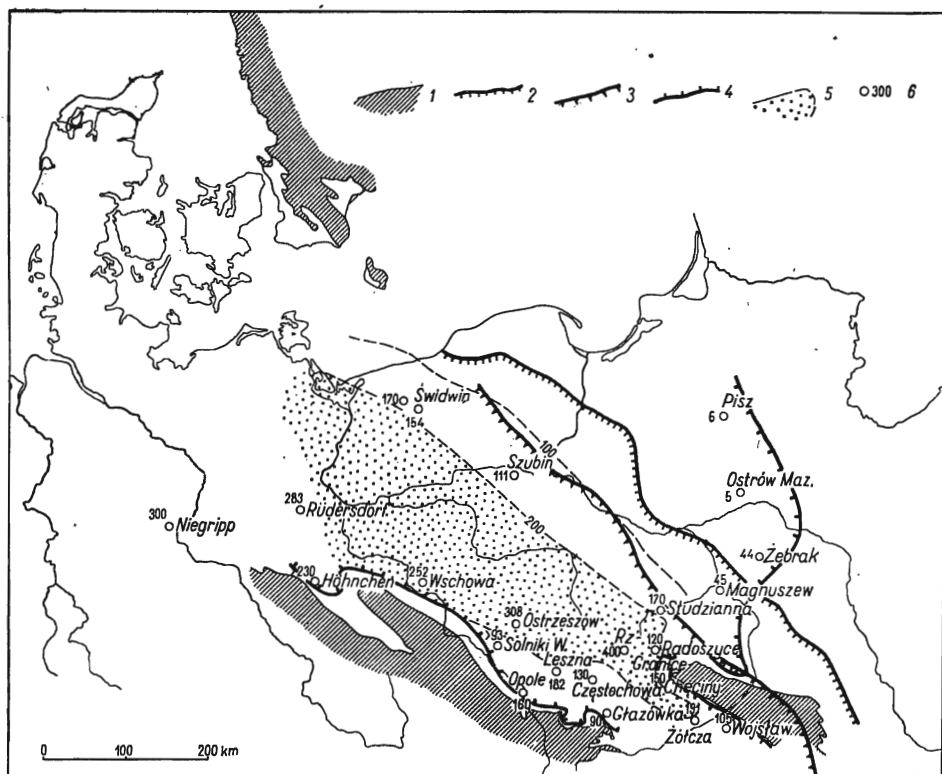 1 2 3 4 5 300 6
Pisz
6
170 Świdwin
154
100
Szubin
111
Ostrów Maz.
5
200
283
Rüdersdorf
300
Niegripp
44 Żebrak
45
Magnuszew
230
Höhnchen
252
Wschowa
170
Studzianna
308
Ostrzeszów
93
Solniki W.
Rz.
400
120
Radoszyce
Granice
Leszna
182
130
Częstochowa
150
Chęciny
Opole
160
90
Głazówka
191
Żółcza
105
Wojsław
0 100 200 km